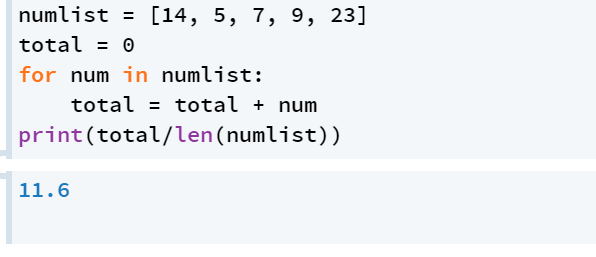 numlist = [14, 5, 7, 9, 23]
total = 0
for num in numlist:
    total = total + num
print(total/len(numlist))
11.6